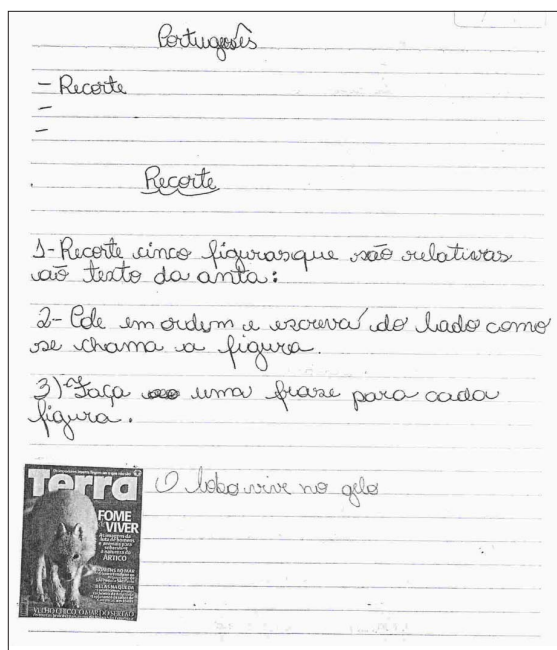 Português
- Recorte
-
-
Recorte
1- Recorte cinco figuras que são relativas
ao texto da anta:
2- Cole em ordem e escreva do lado como
se chama a figura.
3) Faça uma frase para cada
figura.
O lobo vive no gelo
Terra
FOME
DE VIVER
ÁRTICO